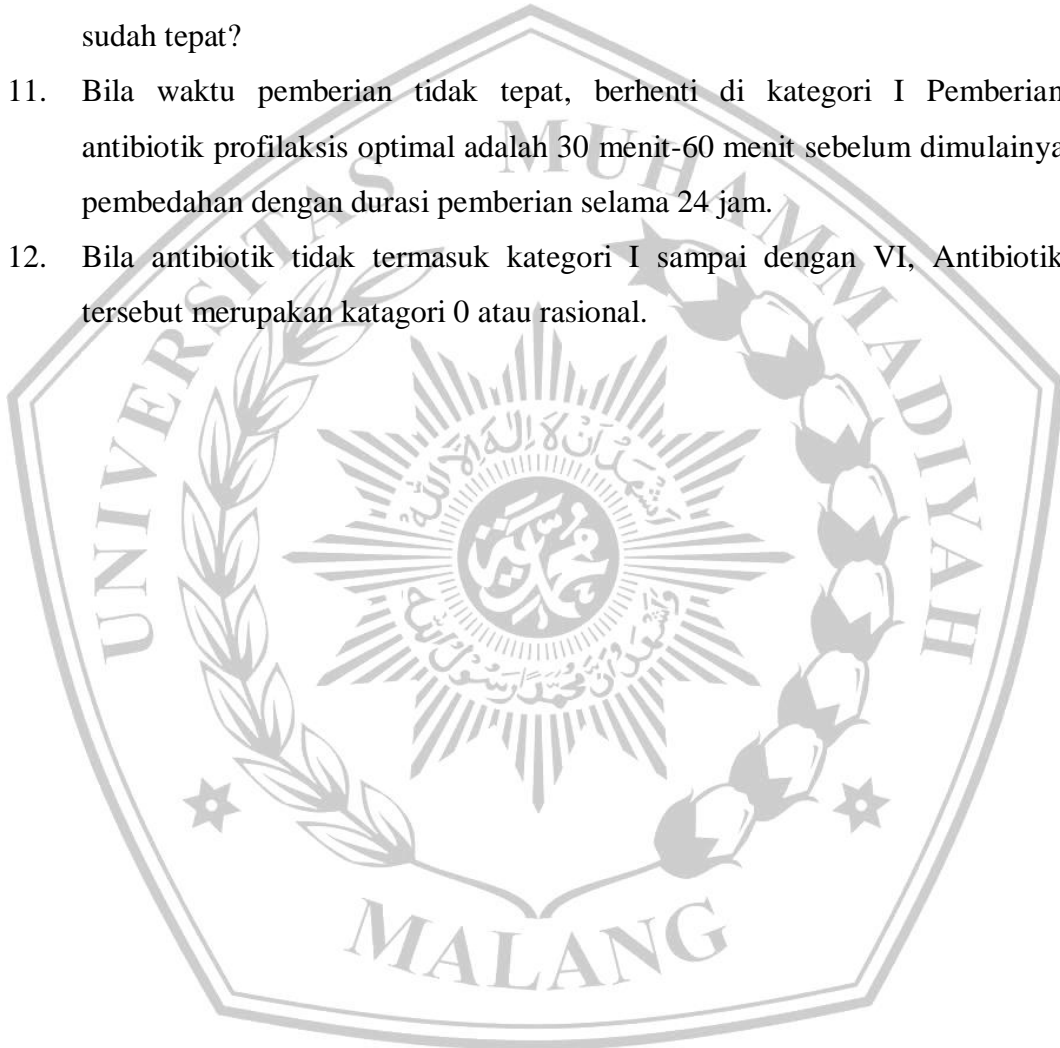 sudah tepat?
11. Bila waktu pemberian tidak tepat, berhenti di kategori I Pemberian
antibiotik profilaksis optimal adalah 30 menit-60 menit sebelum dimulainya
pembedahan dengan durasi pemberian selama 24 jam.
12. Bila antibiotik tidak termasuk kategori I sampai dengan VI, Antibiotik
tersebut merupakan katagori 0 atau rasional.
UNIVERSITAS MUHAMMADIYAH
MALANG